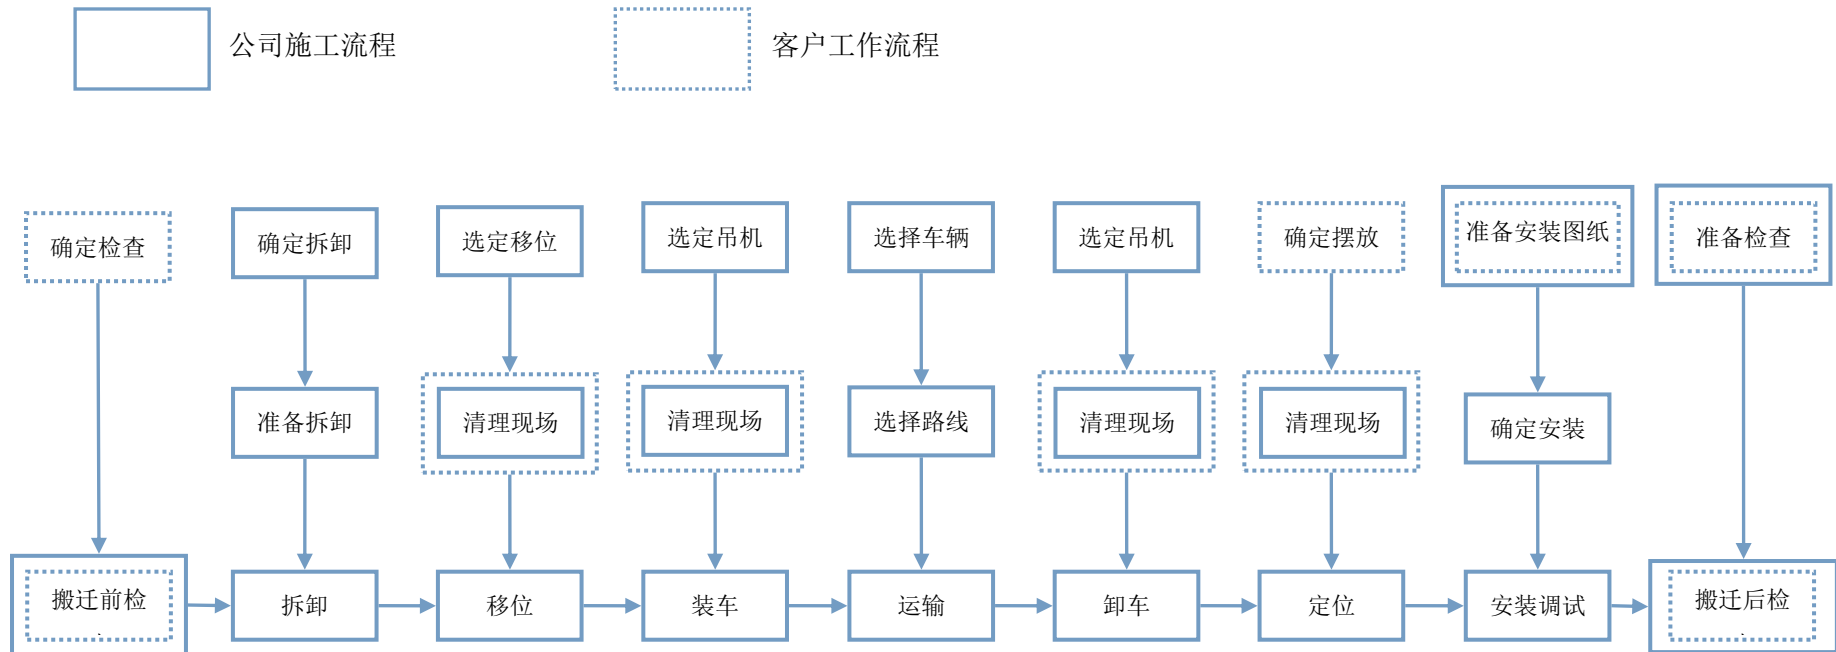 公司施工流程
客户工作流程
确定检查
确定拆卸
选定移位
选定吊机
选择车辆
选定吊机
确定摆放
准备安装图纸
准备检查
准备拆卸
清理现场
清理现场
选择路线
清理现场
清理现场
确定安装
搬迁前检
拆卸
移位
装车
运输
卸车
定位
安装调试
搬迁后检